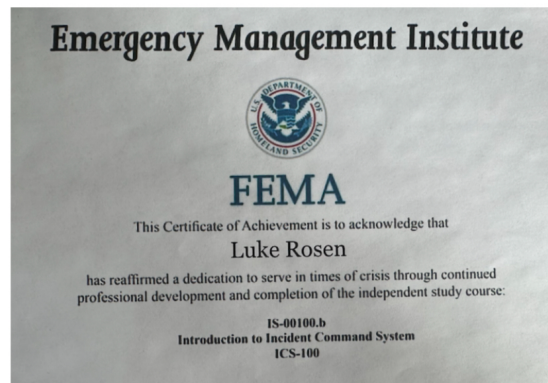 Emergency Management Institute
U.S. DEPARTMENT OF
HOMELAND SECURITY
FEMA
This Certificate of Achievement is to acknowledge that
Luke Rosen
has reaffirmed a dedication to serve in times of crisis through continued
professional development and completion of the independent study course:
IS-00100.b
Introduction to Incident Command System
ICS-100